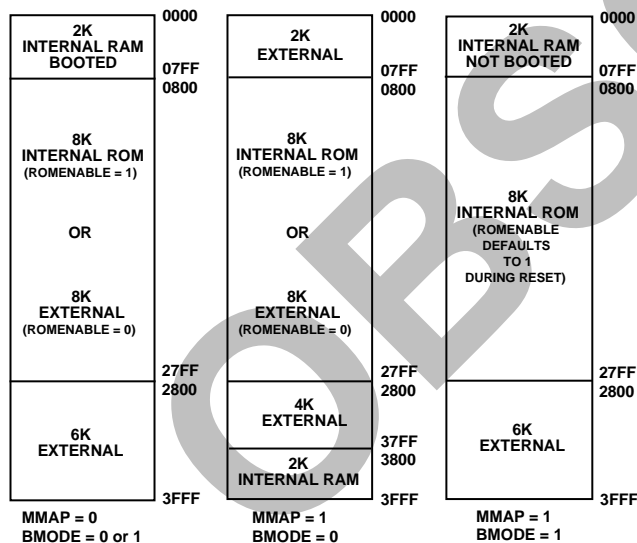 0000
2K
INTERNAL RAM
BOOTED
07FF
0800
8K
INTERNAL ROM
(ROMENABLE = 1)
OR
8K
EXTERNAL
(ROMENABLE = 0)
27FF
2800
6K
EXTERNAL
3FFF
MMAP = 0
BMODE = 0 or 1
0000
2K
EXTERNAL
07FF
0800
8K
INTERNAL ROM
(ROMENABLE = 1)
OR
8K
EXTERNAL
(ROMENABLE = 0)
27FF
2800
4K
EXTERNAL
37FF
3800
2K
INTERNAL RAM
3FFF
MMAP = 1
BMODE = 0
0000
2K
INTERNAL RAM
NOT BOOTED
07FF
0800
8K
INTERNAL ROM
(ROMENABLE
DEFAULTS
TO 1
DURING RESET)
27FF
2800
6K
EXTERNAL
3FFF
MMAP = 1
BMODE = 1
OBS